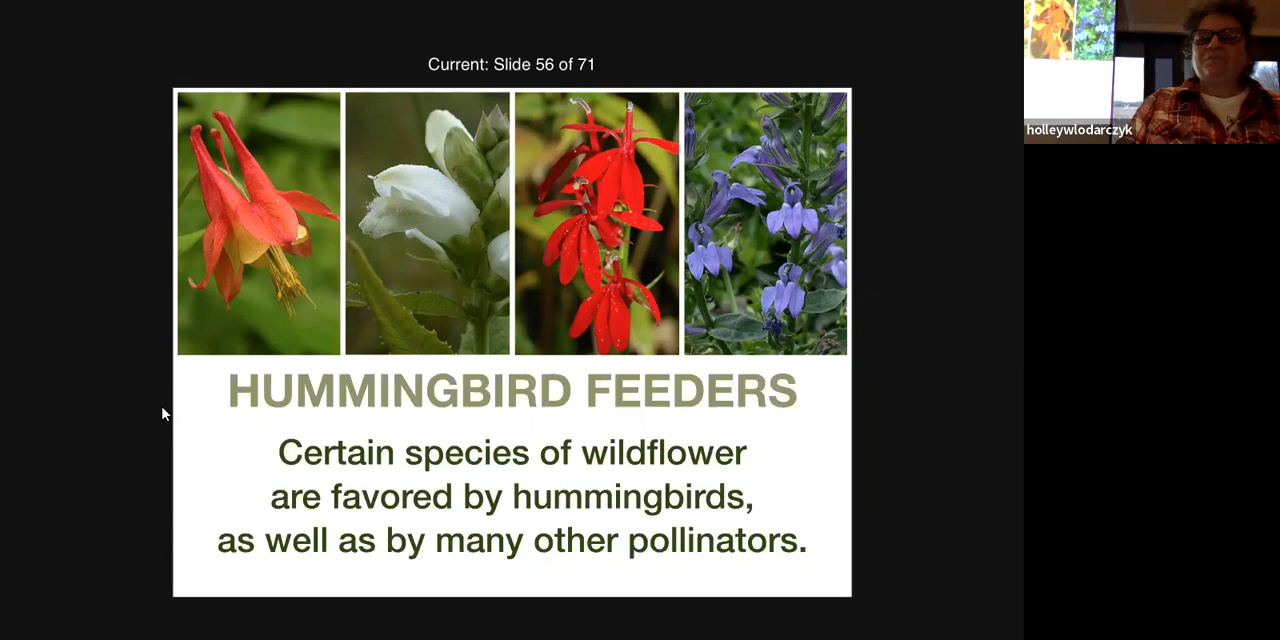 Current: Slide 56 of 71
holleywlodarczyk
HUMMINGBIRD FEEDERS
Certain species of wildflower
are favored by hummingbirds,
as well as by many other pollinators.